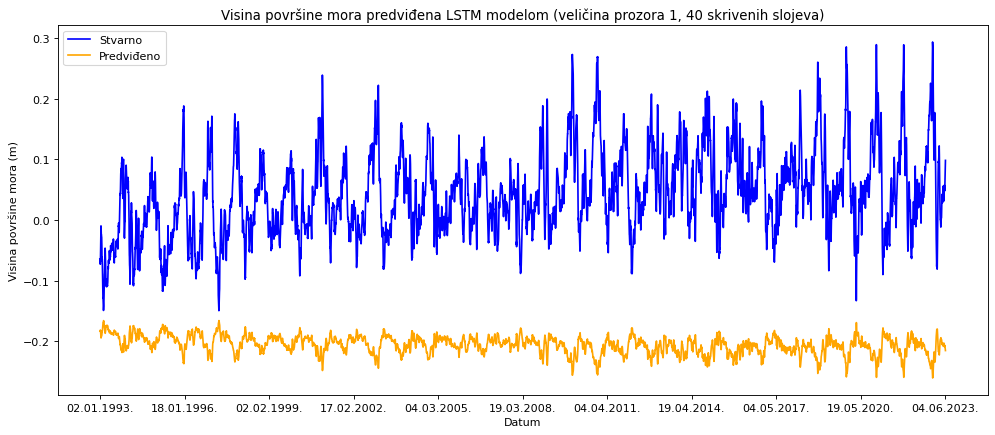 Visina površine mora predviđena LSTM modelom (veličina prozora 1, 40 skrivenih slojeva)
Stvarno
Predviđeno
Visina površine mora (m)
0.3
0.2
0.1
0.0
−0.1
−0.2
02.01.1993. 18.01.1996. 02.02.1999. 17.02.2002. 04.03.2005. 19.03.2008. 04.04.2011. 19.04.2014. 04.05.2017. 19.05.2020. 04.06.2023.
Datum